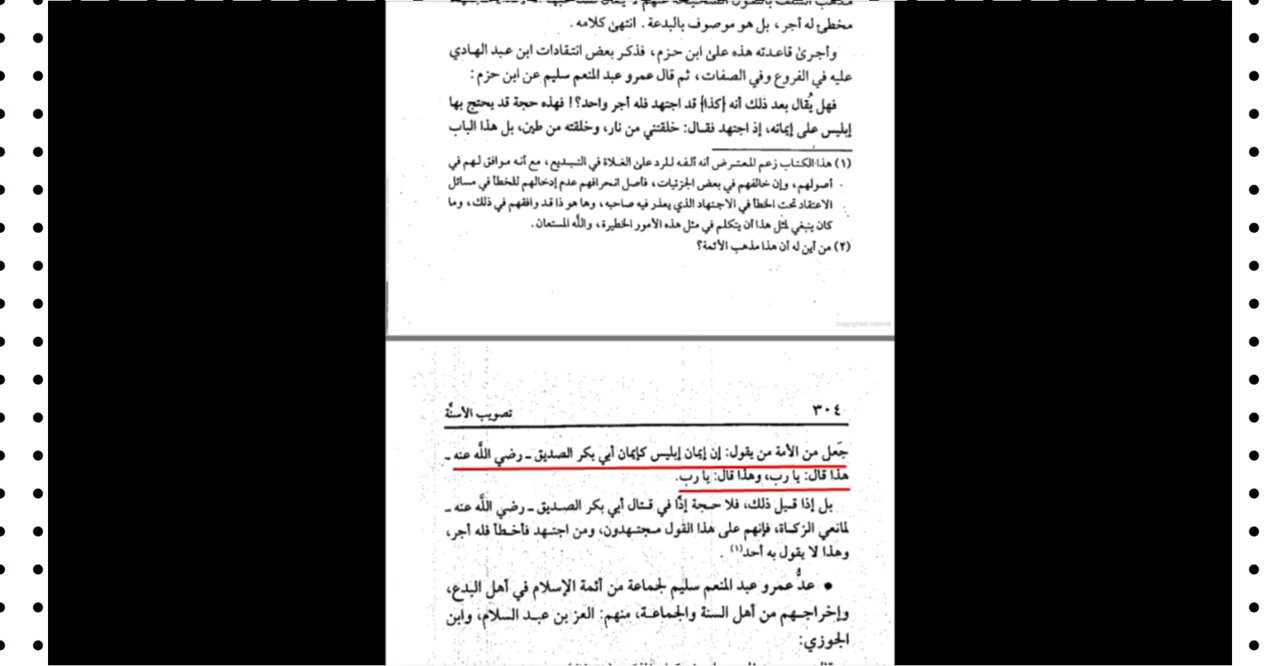 مخطئ له أجر، بل هو موصوف بالبدعة. انتهى كلامه.
وأجرى قاعدته هذه على ابن حزم، فذكر بعض انتقادات ابن عبد الهادي
عليه في الفروع وفي الصفات، ثم قال عمرو عبد المنعم سليم عن ابن حزم:
فهل يُقال بعد ذلك أنه {كذا} قد اجتهد فله أجر واحد؟! فهذه حجة قد يحتج بها
إبليس على إيمانه، إذ اجتهد فقال: خلقتني من نار، وخلقته من طين، بل هذا الباب
(١) هذا الكتاب زعم المعترض أنه ألفه للرد على الغلاة في التبديع، مع أنه موافق لهم في
أصولهم، وإن خالفهم في بعض الجزئيات، فأصل انحرافهم عدم إدخالهم للخطأ في مسائل
الاعتقاد تحت الخطأ في الاجتهاد الذي يعذر فيه صاحبه، وها هو ذا قد وافقهم في ذلك، وما
كان ينبغي لمثل هذا أن يتكلم في مثل هذه الأمور الخطيرة، واللَّه المستعان.
(٢) من أين له أن هذا مذهب الأئمة؟
Copyrighted material
٣٠٤ تصويب الأسنَّة
جَعل من الأمة من يقول: إن إيمان إبليس كإيمان أبي بكر الصديق ـ رضي اللَّه عنه ـ
هذا قال: يا رب، وهذا قال: يا رب.
بل إذا قيل ذلك، فلا حجة إذًا في قتال أبي بكر الصديق ـ رضي اللَّه عنه ـ
لمانعي الزكاة، فإنهم على هذا القول مجتهدون، ومن اجتهد فأخطأ فله أجر،
وهذا لا يقول به أحد(١).
● عدُّ عمرو عبد المنعم سليم لجماعة من أئمة الإسلام في أهل البدع،
وإخراجهم من أهل السنة والجماعة، منهم: العز بن عبد السلام، وابن
الجوزي: